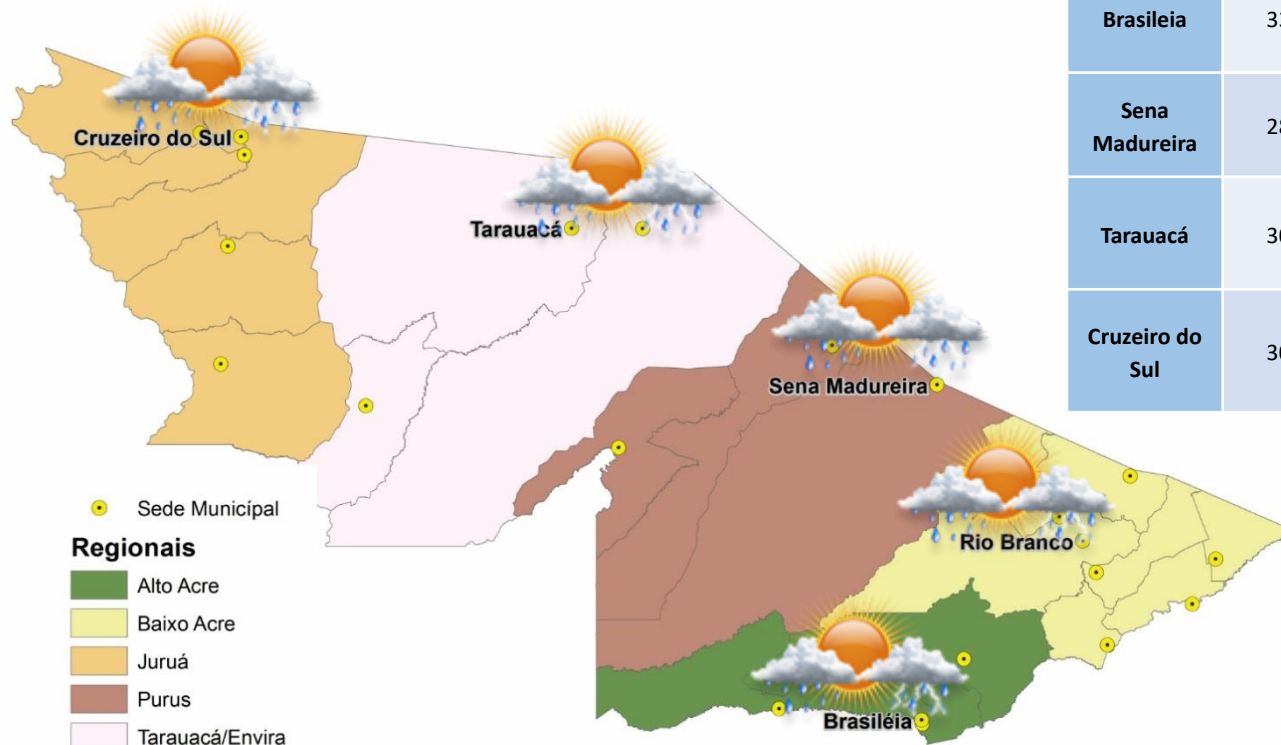 Cruzeiro do Sul
Tarauacá
Sena Madureira
Rio Branco
Brasiléia
Sede Municípal
Regionais
Alto Acre
Baixo Acre
Juruá
Purus
Tarauacá/Envira
Brasileia
Sena
Madureira
Tarauacá
Cruzeiro do
Sul